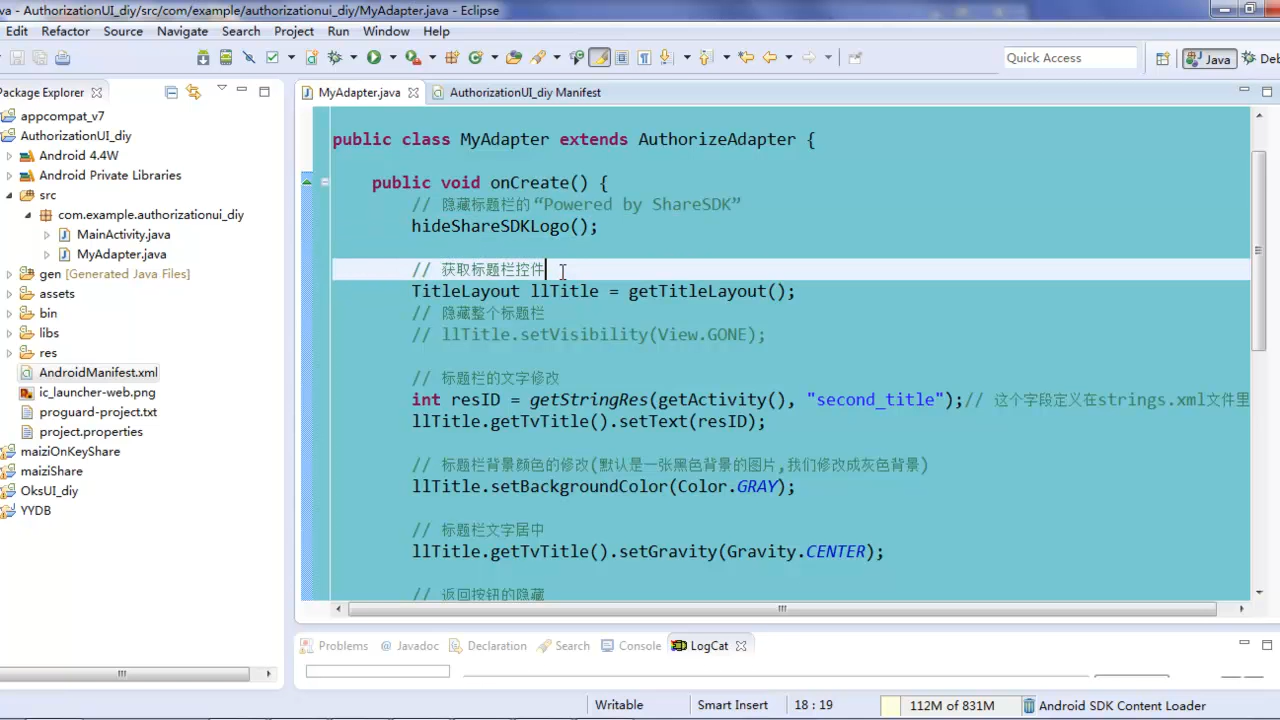 va - AuthorizationUI_diy/src/com/example/authorizationui_diy/MyAdapter.java - Eclipse
Edit Refactor Source Navigate Search Project Run Window Help
Quick Access
Java
Deb
Package Explorer
MyAdapter.java
AuthorizationUI_diy Manifest
appcompat_v7
AuthorizationUI_diy
Android 4.4W
Android Private Libraries
src
com.example.authorizationui_diy
MainActivity.java
MyAdapter.java
gen [Generated Java Files]
assets
bin
libs
res
AndroidManifest.xml
ic_launcher-web.png
proguard-project.txt
project.properties
maiziOnKeyShare
maiziShare
OksUI_diy
YYDB
public class MyAdapter extends AuthorizeAdapter {
public void onCreate() {
// 隐藏标题栏的“Powered by ShareSDK”
hideShareSDKLogo();
// 获取标题栏控件
TitleLayout llTitle = getTitleLayout();
// 隐藏整个标题栏
// llTitle.setVisibility(View.GONE);
// 标题栏的文字修改
int resID = getStringRes(getActivity(), "second_title");// 这个字段定义在strings.xml文件里
llTitle.getTvTitle().setText(resID);
// 标题栏背景颜色的修改(默认是一张黑色背景的图片,我们修改成灰色背景)
llTitle.setBackgroundColor(Color.GRAY);
// 标题栏文字居中
llTitle.getTvTitle().setGravity(Gravity.CENTER);
// 返回按钮的隐藏
Problems
Javadoc
Declaration
Search
Console
LogCat
Writable
Smart Insert
18 : 19
112M of 831M
Android SDK Content Loader